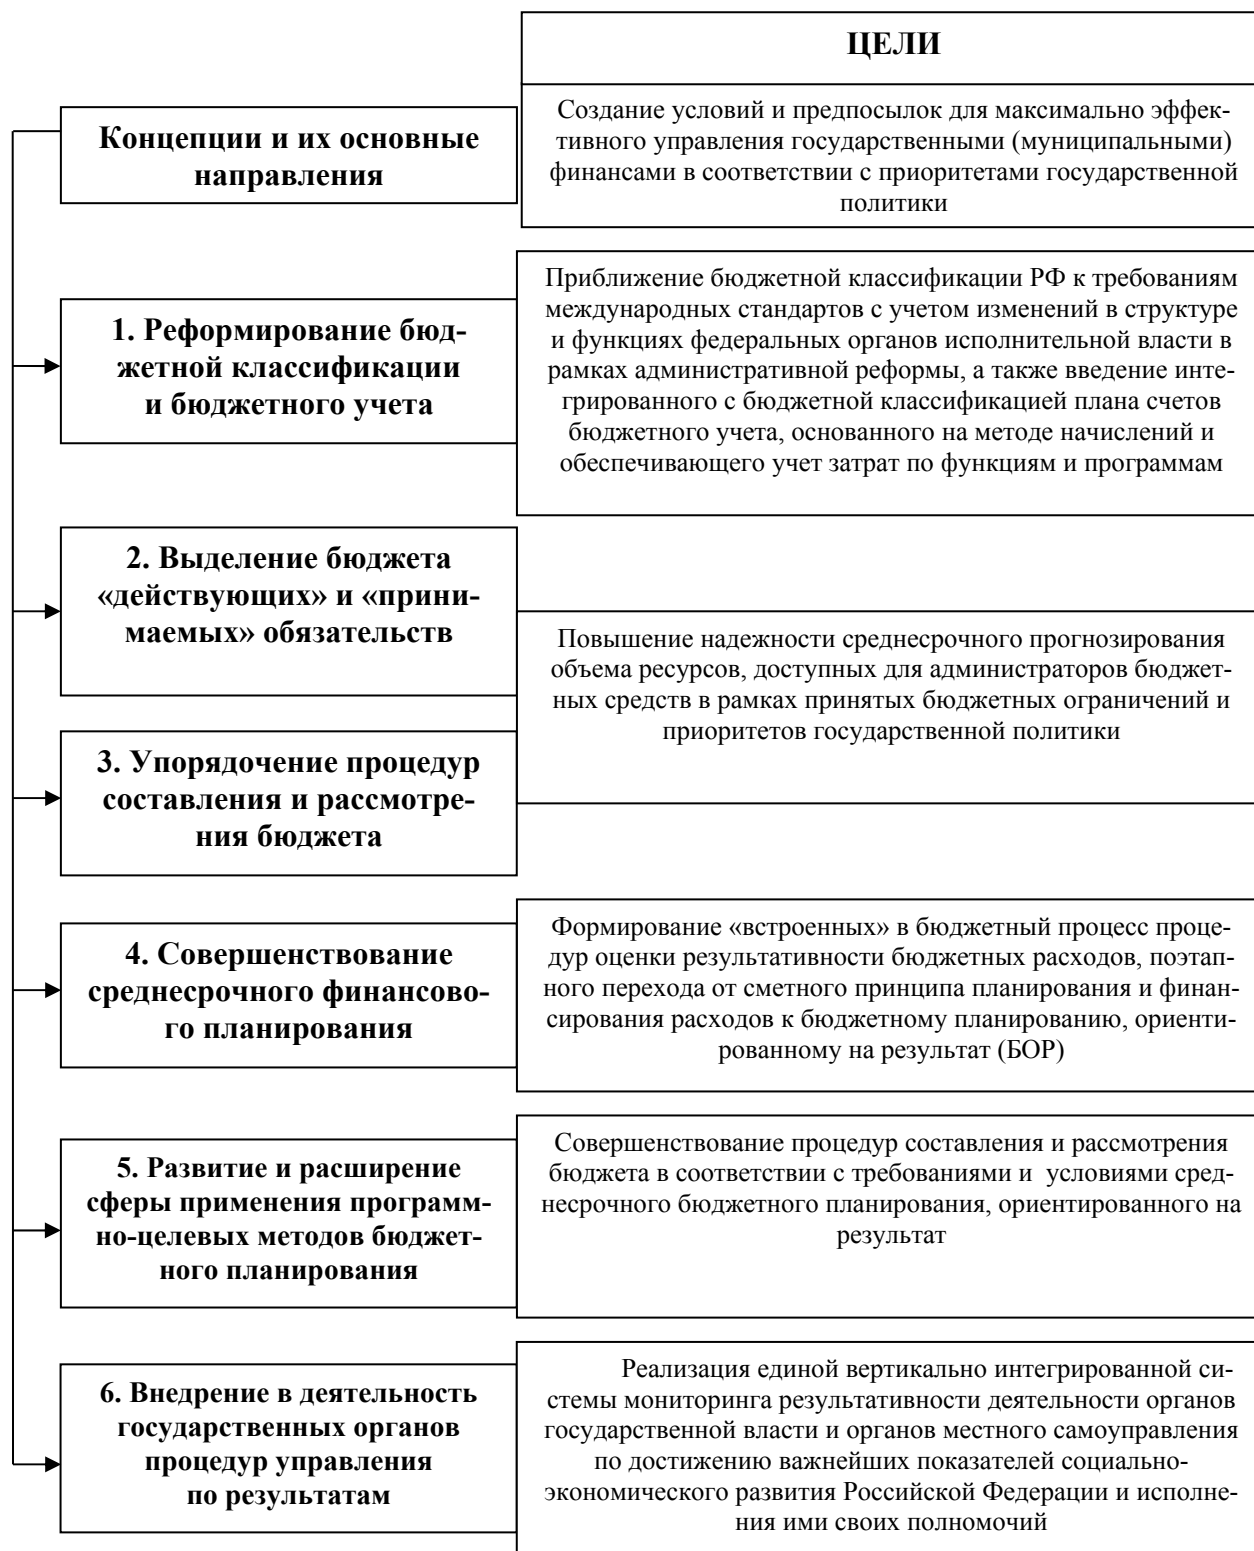 ЦЕЛИ
Концепции и их основные
направления
Создание условий и предпосылок для максимально эффек-
тивного управления государственными (муниципальными)
финансами в соответствии с приоритетами государственной
политики
1. Реформирование бюд-
жетной классификации
и бюджетного учета
Приближение бюджетной классификации РФ к требованиям
международных стандартов с учетом изменений в структуре
и функциях федеральных органов исполнительной власти в
рамках административной реформы, а также введение инте-
грированного с бюджетной классификацией плана счетов
бюджетного учета, основанного на методе начислений и
обеспечивающего учет затрат по функциям и программам
2. Выделение бюджета
«действующих» и «прини-
маемых» обязательств
Повышение надежности среднесрочного прогнозирования
объема ресурсов, доступных для администраторов бюджет-
ных средств в рамках принятых бюджетных ограничений и
приоритетов государственной политики
3. Упорядочение процедур
составления и рассмотре-
ния бюджета
4. Совершенствование
среднесрочного финансово-
го планирования
Формирование «встроенных» в бюджетный процесс проце-
дур оценки результативности бюджетных расходов, поэтап-
ного перехода от сметного принципа планирования и финан-
сирования расходов к бюджетному планированию, ориенти-
рованному на результат (БОР)
5. Развитие и расширение
сферы применения программ-
но-целевых методов бюджет-
ного планирования
Совершенствование процедур составления и рассмотрения
бюджета в соответствии с требованиями и условиями сред-
несрочного бюджетного планирования, ориентированного на
результат
6. Внедрение в деятельность
государственных органов
процедур управления
по результатам
Реализация единой вертикально интегрированной си-
стемы мониторинга результативности деятельности органов
государственной власти и органов местного самоуправления
по достижению важнейших показателей социально-
экономического развития Российской Федерации и исполне-
ния ими своих полномочий